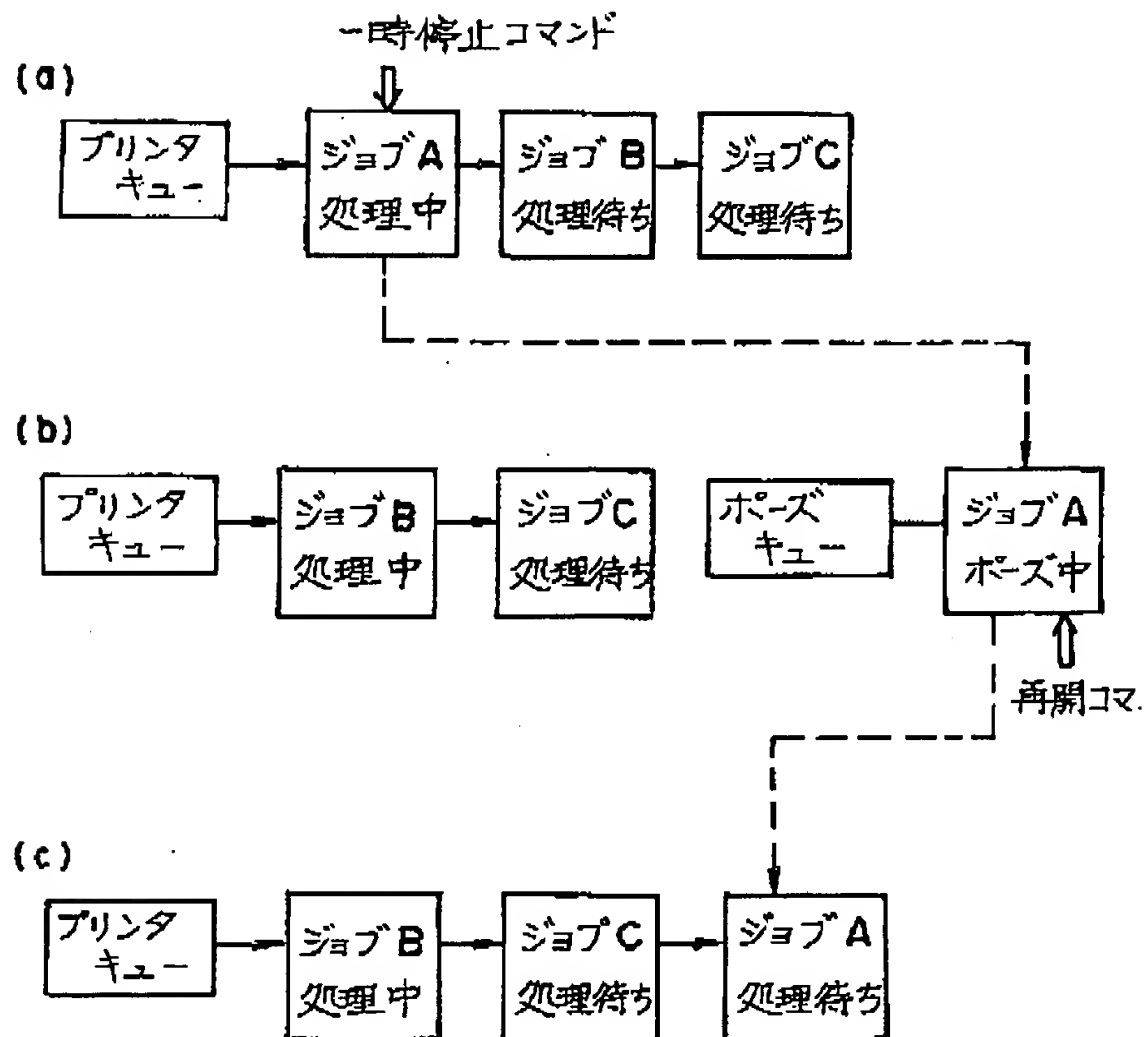 一時停止コマンド
(a)
プリンタ
キュー
ジョブA
処理中
ジョブB
処理待ち
ジョブC
処理待ち
(b)
プリンタ
キュー
ジョブB
処理中
ジョブC
処理待ち
ポーズ
キュー
ジョブA
ポーズ中
再開コマ
(c)
プリンタ
キュー
ジョブB
処理中
ジョブC
処理待ち
ジョブA
処理待ち